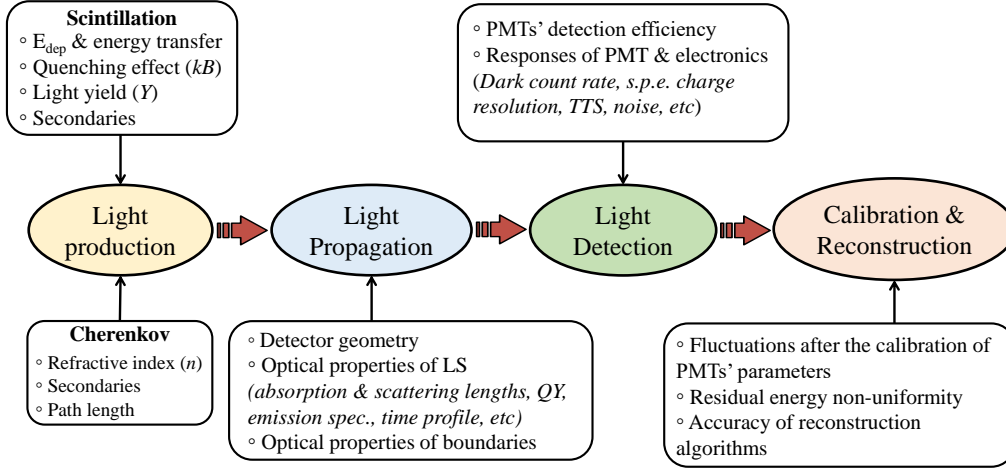 Scintillation
◦ E_dep & energy transfer
◦ Quenching effect (kB)
◦ Light yield (Y)
◦ Secondaries
◦ PMTs' detection efficiency
◦ Responses of PMT & electronics
(Dark count rate, s.p.e. charge
resolution, TTS, noise, etc)
Light
production
Light
Propagation
Light
Detection
Calibration &
Reconstruction
Cherenkov
◦ Refractive index (n)
◦ Secondaries
◦ Path length
◦ Detector geometry
◦ Optical properties of LS
(absorption & scattering lengths, QY,
emission spec., time profile, etc)
◦ Optical properties of boundaries
◦ Fluctuations after the calibration of
PMTs' parameters
◦ Residual energy non-uniformity
◦ Accuracy of reconstruction
algorithms